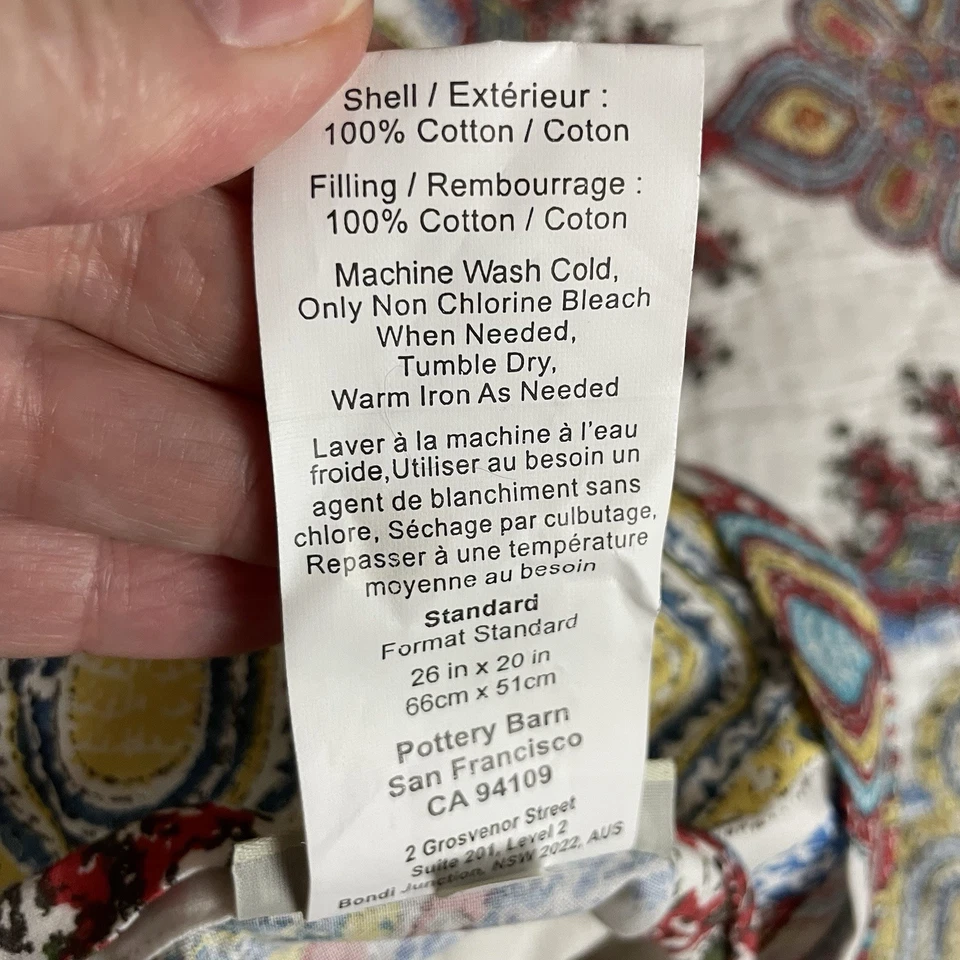 Shell / Extérieur :
100% Cotton / Coton
Filling / Rembourrage :
100% Cotton / Coton
Machine Wash Cold,
Only Non Chlorine Bleach
When Needed,
Tumble Dry,
Warm Iron As Needed
Laver à la machine à l'eau
froide,Utiliser au besoin un
agent de blanchiment sans
chlore, Séchage par culbutage,
Repasser à une température
moyenne au besoin
Standard
Format Standard
26 in x 20 in
66cm x 51cm
Pottery Barn
San Francisco
CA 94109
2 Grosvenor Street
Suite 201, Level 2
Bondi Junction, NSW 2022, AUS